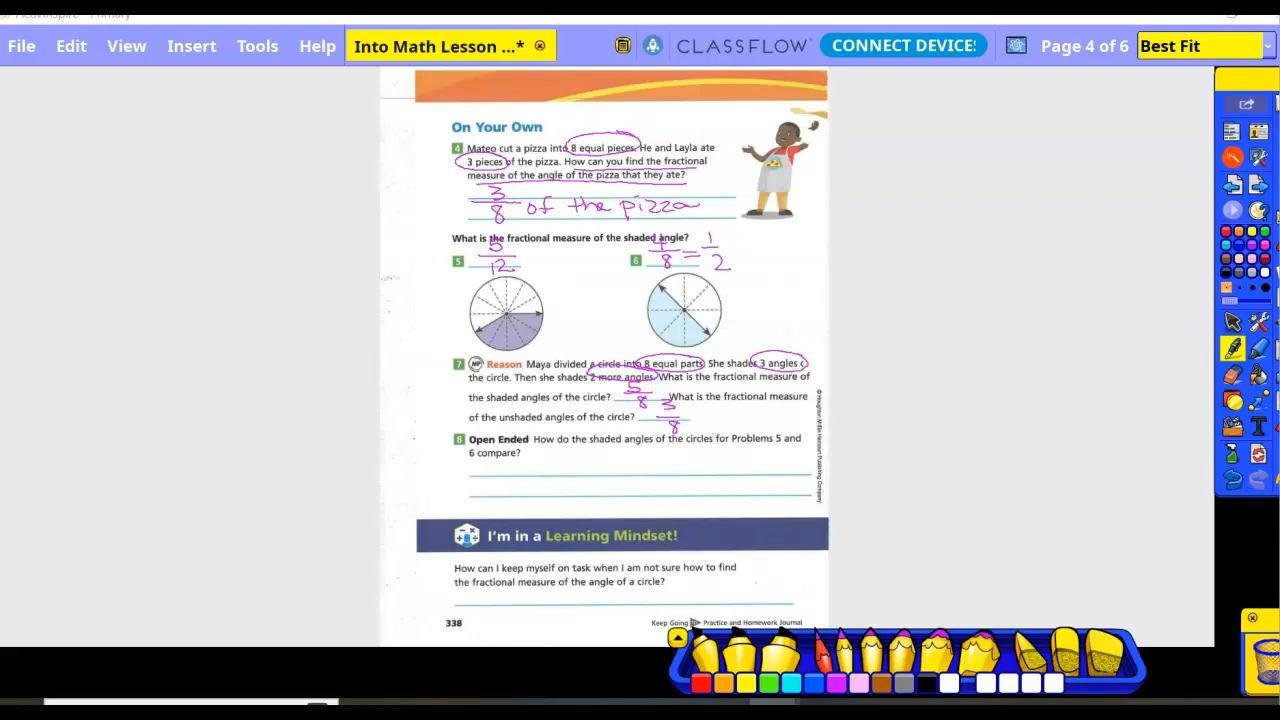 File Edit View Insert Tools Help Into Math Lesson ...* CLASSFLOW CONNECT DEVICES Page 4 of 6 Best Fit
On Your Own
4 Mateo cut a pizza into 8 equal pieces. He and Layla ate
3 pieces of the pizza. How can you find the fractional
measure of the angle of the pizza that they ate?
3/8 of the pizza
What is the fractional measure of the shaded angle?
5 5/12
6 4/8 = 1/2
7 MP Reason Maya divided a circle into 8 equal parts. She shades 3 angles o
the circle. Then she shades 2 more angles. What is the fractional measure of
the shaded angles of the circle? 5/8 What is the fractional measure
of the unshaded angles of the circle? 3/8
8 Open Ended How do the shaded angles of the circles for Problems 5 and
6 compare?
© Houghton Mifflin Harcourt Publishing Company
I'm in a Learning Mindset!
How can I keep myself on task when I am not sure how to find
the fractional measure of the angle of a circle?
338 Keep Going Practice and Homework Journal